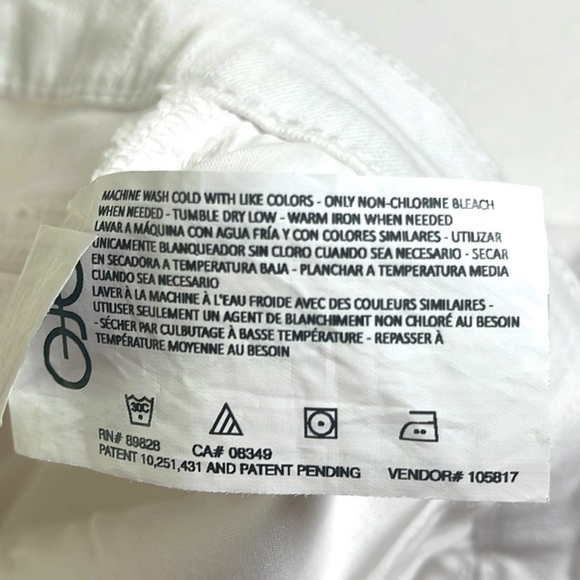 MACHINE WASH COLD WITH LIKE COLORS - ONLY NON-CHLORINE BLEACH
WHEN NEEDED - TUMBLE DRY LOW - WARM IRON WHEN NEEDED
LAVAR A MÁQUINA CON AGUA FRÍA Y CON COLORES SIMILARES - UTILIZAR
ÚNICAMENTE BLANQUEADOR SIN CLORO CUANDO SEA NECESARIO - SECAR
EN SECADORA A TEMPERATURA BAJA - PLANCHAR A TEMPERATURA MEDIA
CUANDO SEA NECESARIO
LAVER À LA MACHINE À L'EAU FROIDE AVEC DES COULEURS SIMILAIRES -
UTILISER SEULEMENT UN AGENT DE BLANCHIMENT NON CHLORÉ AU BESOIN
- SÉCHER PAR CULBUTAGE À BASSE TEMPÉRATURE - REPASSER À
TEMPÉRATURE MOYENNE AU BESOIN
30C
RN# 89828 CA# 08349
PATENT 10,251,431 AND PATENT PENDING VENDOR# 105817